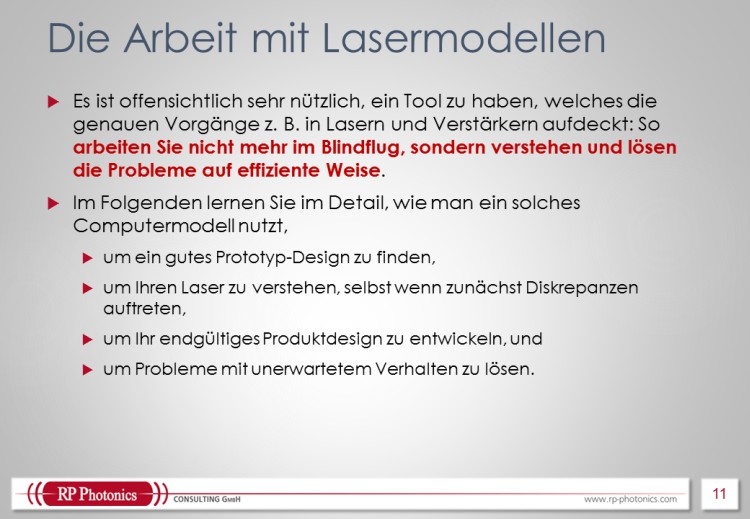 Die Arbeit mit Lasermodellen
Es ist offensichtlich sehr nützlich, ein Tool zu haben, welches die
genauen Vorgänge z. B. in Lasern und Verstärkern aufdeckt: So
arbeiten Sie nicht mehr im Blindflug, sondern verstehen und lösen
die Probleme auf effiziente Weise.
Im Folgenden lernen Sie im Detail, wie man ein solches
Computermodell nutzt,
um ein gutes Prototyp-Design zu finden,
um Ihren Laser zu verstehen, selbst wenn zunächst Diskrepanzen
auftreten,
um Ihr endgültiges Produktdesign zu entwickeln, und
um Probleme mit unerwartetem Verhalten zu lösen.
RP Photonics CONSULTING GmbH
www.rp-photonics.com
11